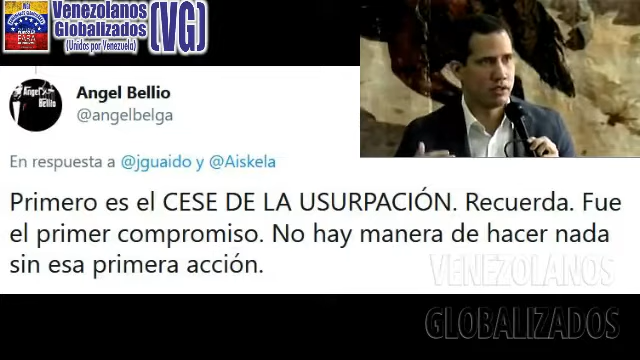 Venezolanos
Globalizados
(Unidos por Venezuela)
(VG)
Angel Bellio
@angelbelga
En respuesta a @jguaido y @Aiskela
Primero es el CESE DE LA USURPACIÓN. Recuerda. Fue
el primer compromiso. No hay manera de hacer nada
sin esa primera acción.
VENEZOLANOS
GLOBALIZADOS